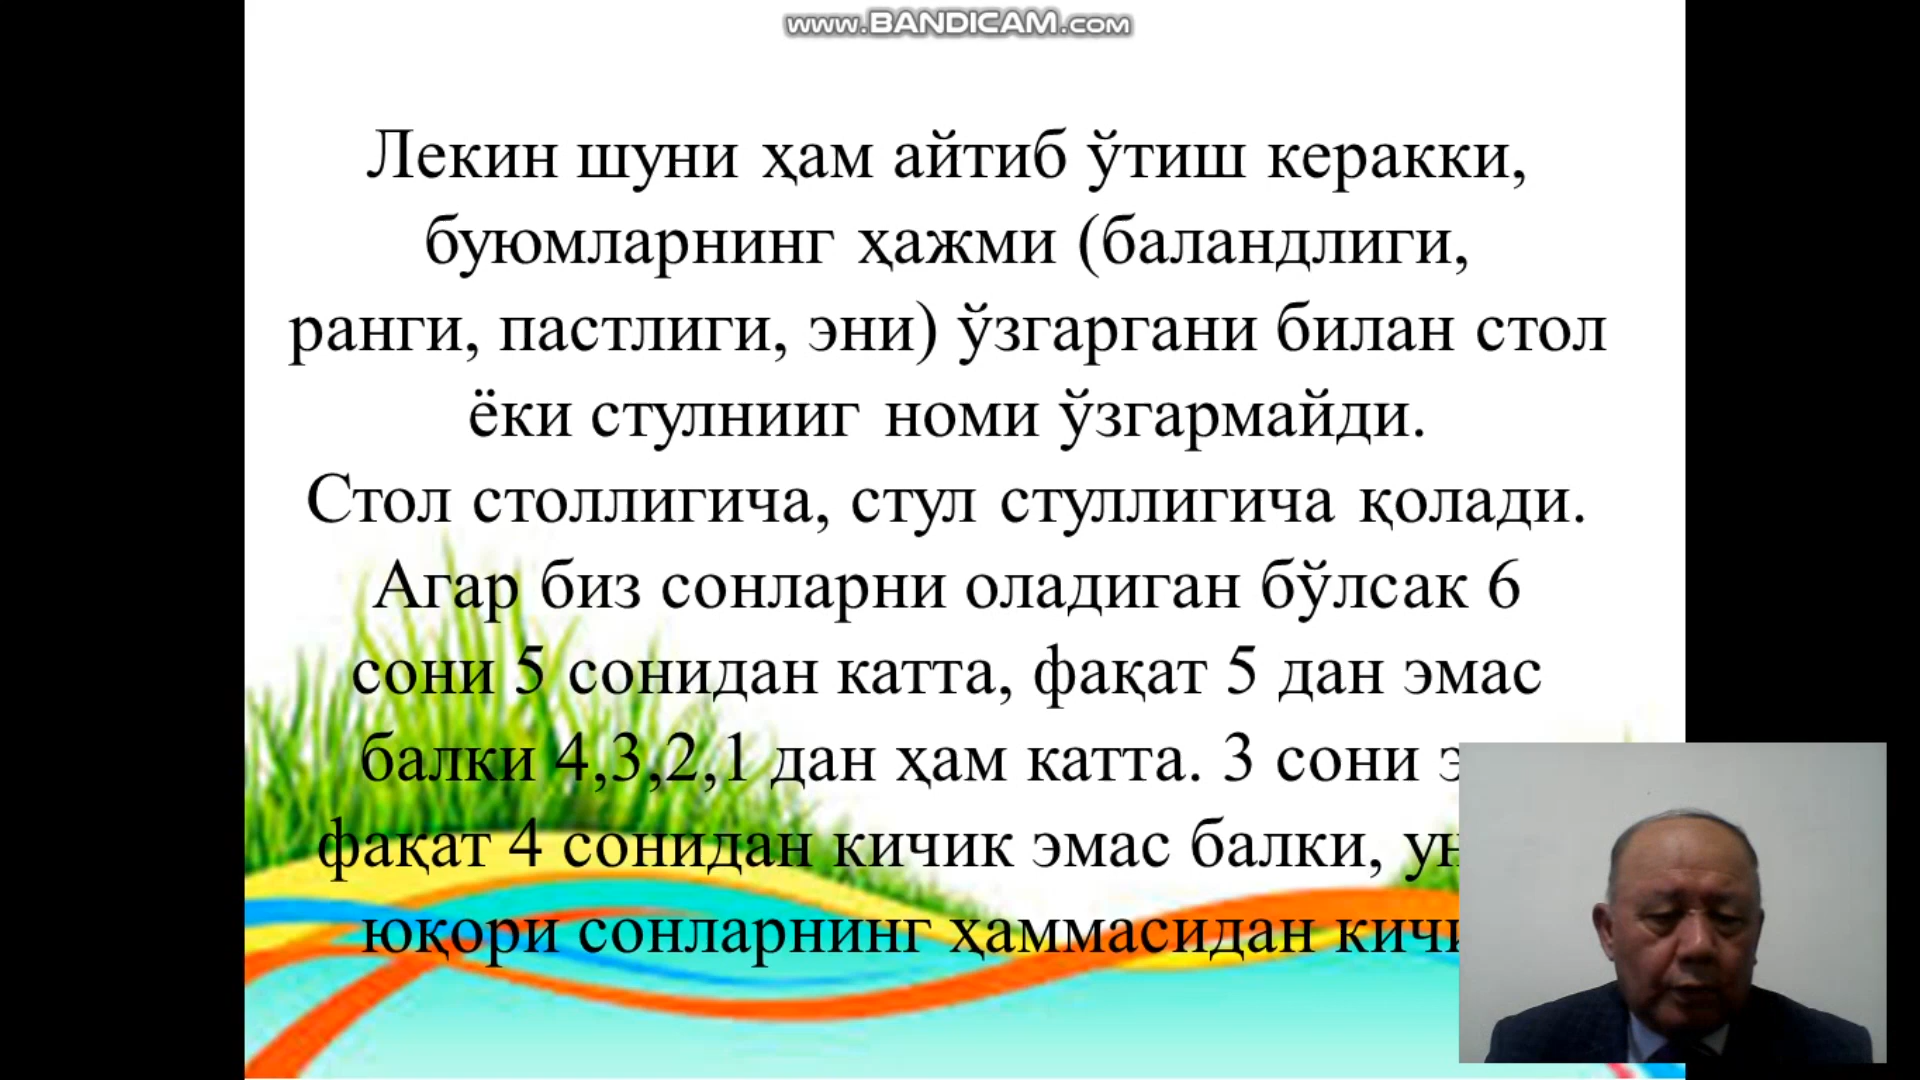 www.BANDICAM.com
Лекин шуни ҳам айтиб ўтиш керакки,
буюмларнинг ҳажми (баландлиги,
ранги, пастлиги, эни) ўзгаргани билан стол
ёки стулнииг номи ўзгармайди.
Стол столлигича, стул стуллигича қолади.
Агар биз сонларни оладиган бўлсак 6
сони 5 сонидан катта, фақат 5 дан эмас
балки 4,3,2,1 дан ҳам катта. 3 сони
фақат 4 сонидан кичик эмас балки,
юқори сонларнинг ҳаммасидан